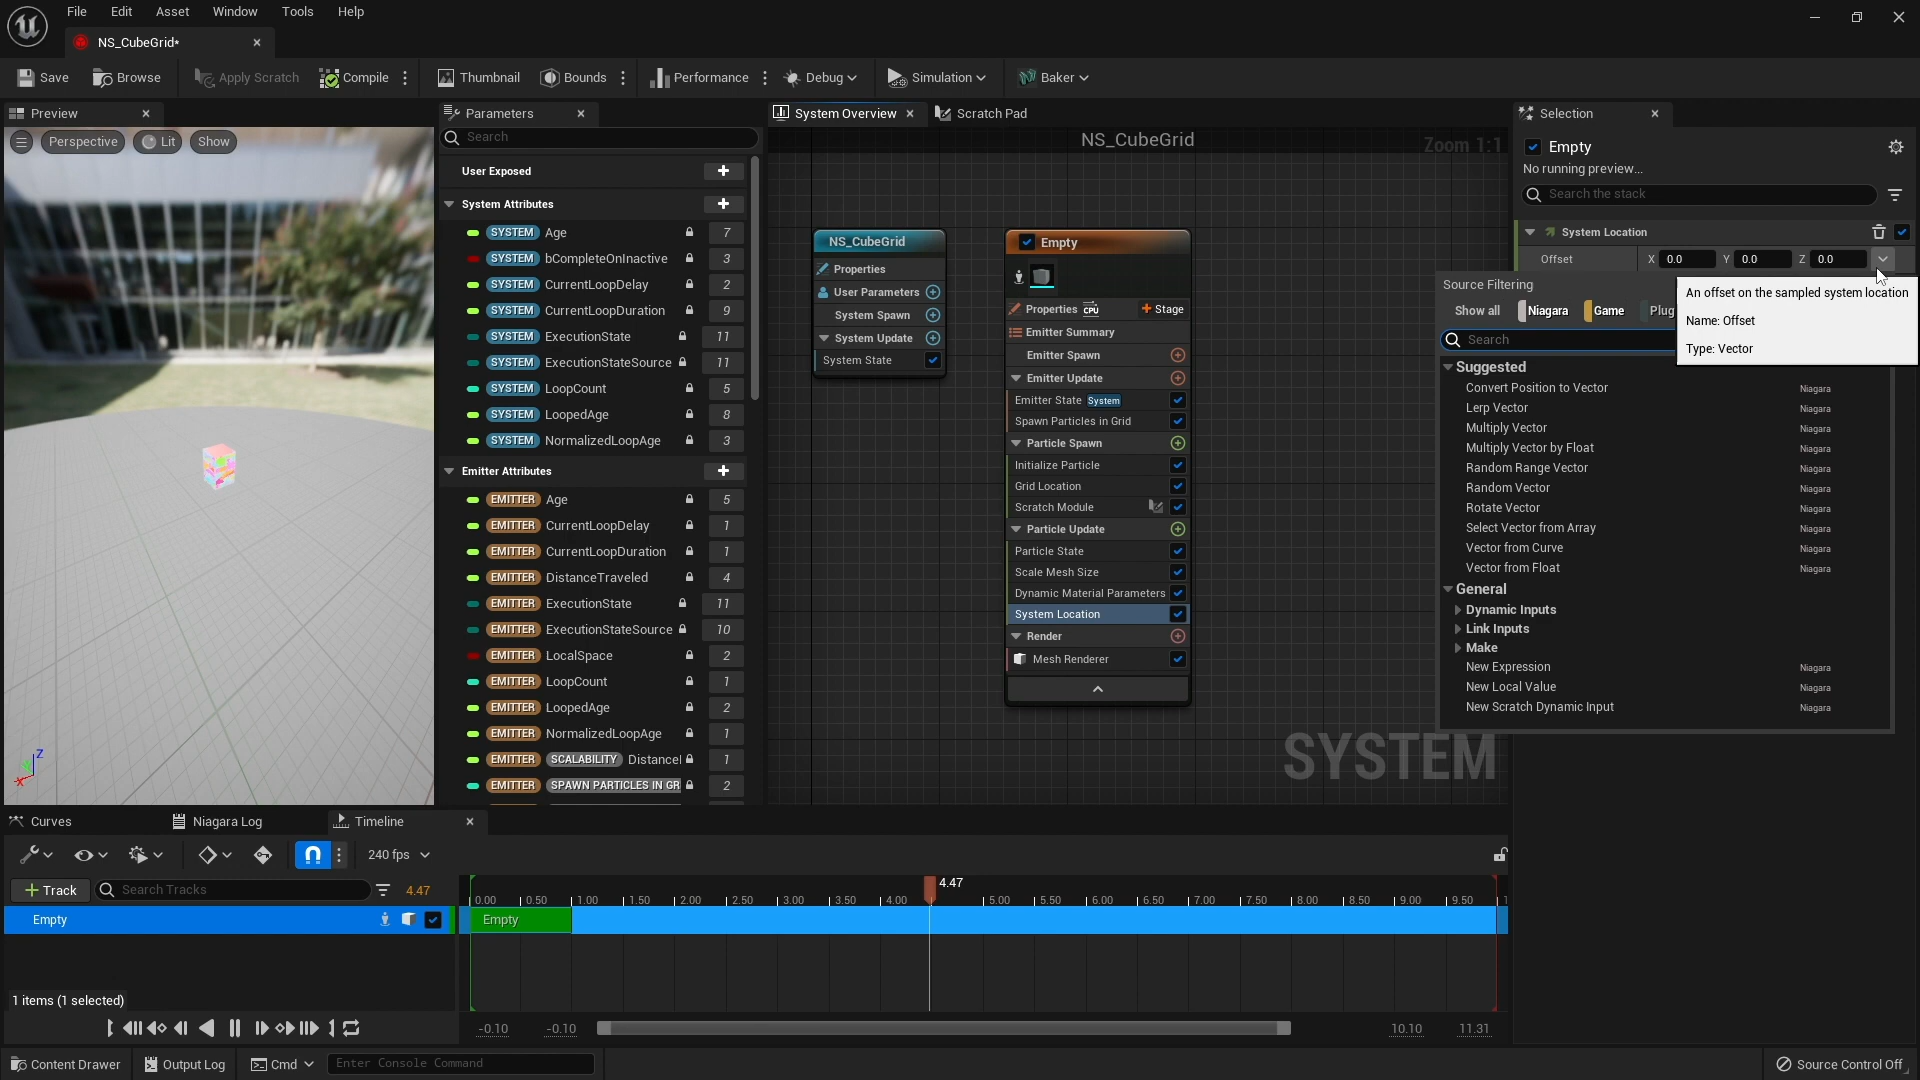 File Edit Asset Window Tools Help
NS_CubeGrid*
Save Browse Apply Scratch Compile Thumbnail Bounds Performance Debug Simulation Baker
Preview
Perspective Lit Show
Parameters
Search
User Exposed
System Attributes
SYSTEM Age 7
SYSTEM bCompleteOnInactive 3
SYSTEM CurrentLoopDelay 2
SYSTEM CurrentLoopDuration 9
SYSTEM ExecutionState 11
SYSTEM ExecutionStateSource 11
SYSTEM LoopCount 5
SYSTEM LoopedAge 8
SYSTEM NormalizedLoopAge 3
Emitter Attributes
EMITTER Age 5
EMITTER CurrentLoopDelay 1
EMITTER CurrentLoopDuration 1
EMITTER DistanceTraveled 4
EMITTER ExecutionState 11
EMITTER ExecutionStateSource 10
EMITTER LocalSpace 2
EMITTER LoopCount 1
EMITTER LoopedAge 2
EMITTER NormalizedLoopAge 1
EMITTER SCALABILITY Distancel 1
EMITTER SPAWN PARTICLES IN GR 2
System Overview Scratch Pad
NS_CubeGrid
Zoom 1:1
NS_CubeGrid
Properties
User Parameters
System Spawn
System Update
System State
Empty
Properties CPU Stage
Emitter Summary
Emitter Spawn
Emitter Update
Emitter State System
Spawn Particles in Grid
Particle Spawn
Initialize Particle
Grid Location
Scratch Module
Particle Update
Particle State
Scale Mesh Size
Dynamic Material Parameters
System Location
Render
Mesh Renderer
SYSTEM
Selection
Empty
No running preview...
Search the stack
System Location
Offset X 0.0 Y 0.0 Z 0.0
Source Filtering
Show all Niagara Game Plug
Search
An offset on the sampled system location
Name: Offset
Type: Vector
Suggested
Convert Position to Vector Niagara
Lerp Vector Niagara
Multiply Vector Niagara
Multiply Vector by Float Niagara
Random Range Vector Niagara
Random Vector Niagara
Rotate Vector Niagara
Select Vector from Array Niagara
Vector from Curve Niagara
Vector from Float Niagara
General
Dynamic Inputs
Link Inputs
Make
New Expression Niagara
New Local Value Niagara
New Scratch Dynamic Input Niagara
Curves Niagara Log Timeline
240 fps
Track Search Tracks 4.47
4.47
0.00 0.50 1.00 1.50 2.00 2.50 3.00 3.50 4.00 5.00 5.50 6.00 6.50 7.00 7.50 8.00 8.50 9.00 9.50 1
Empty
Empty
1 items (1 selected)
-0.10 -0.10 10.10 11.31
Content Drawer Output Log Cmd Enter Console Command Source Control Off
Z
X